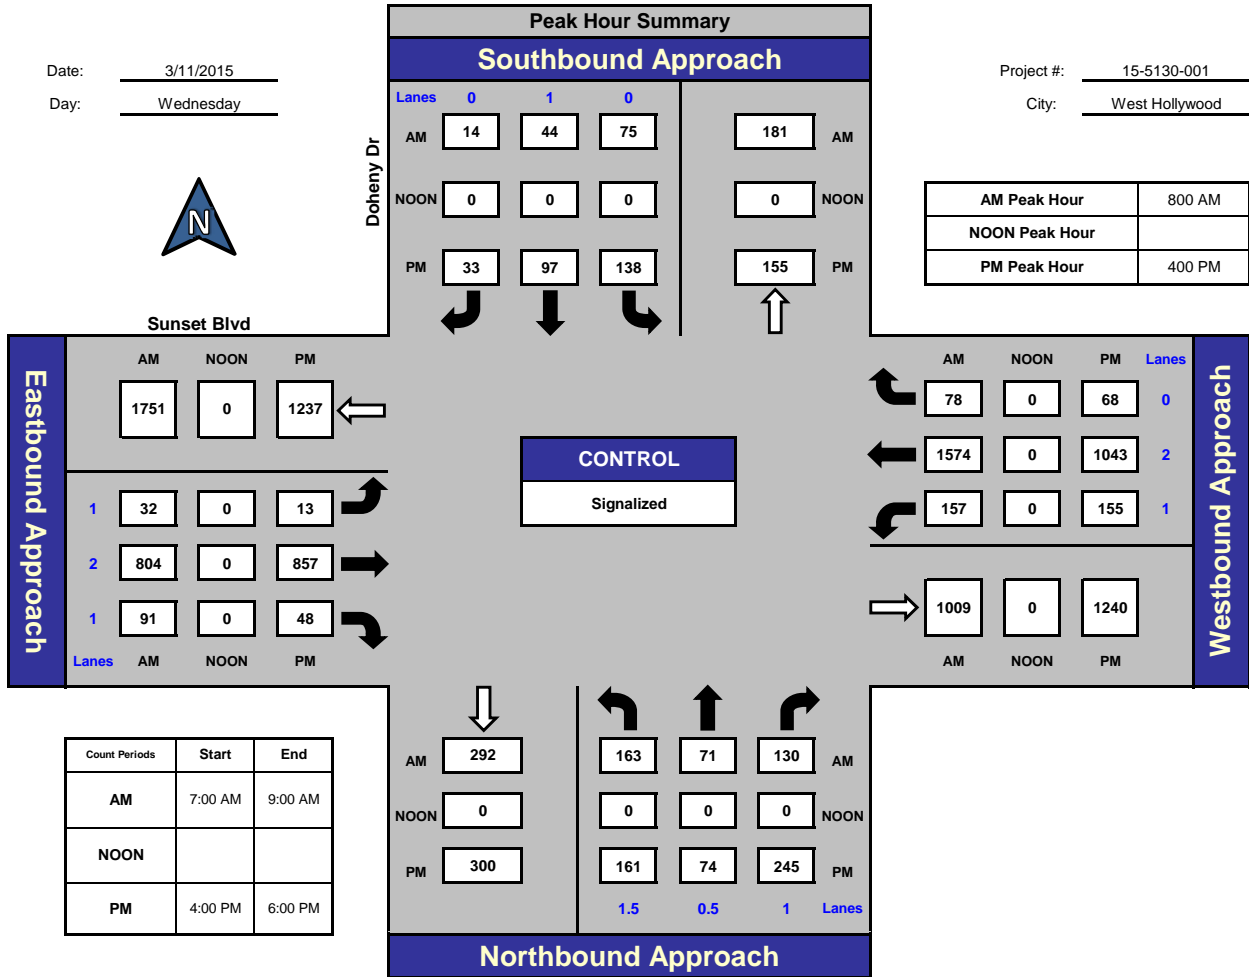 Peak Hour Summary
Southbound Approach
Date: 3/11/2015
Day: Wednesday
Project #: 15-5130-001
City: West Hollywood
N
Doheny Dr
Lanes 0 1 0
AM 14 44 75 181 AM
NOON 0 0 0 0 NOON
PM 33 97 138 155 PM
AM Peak Hour 800 AM
NOON Peak Hour
PM Peak Hour 400 PM
Sunset Blvd
Eastbound Approach
AM NOON PM
1751 0 1237
1 32 0 13
2 804 0 857
1 91 0 48
Lanes AM NOON PM
CONTROL
Signalized
AM NOON PM Lanes
78 0 68 0
1574 0 1043 2
157 0 155 1
1009 0 1240
AM NOON PM
Westbound Approach
Count Periods Start End
AM 7:00 AM 9:00 AM
NOON
PM 4:00 PM 6:00 PM
AM 292 163 71 130 AM
NOON 0 0 0 0 NOON
PM 300 161 74 245 PM
1.5 0.5 1 Lanes
Northbound Approach